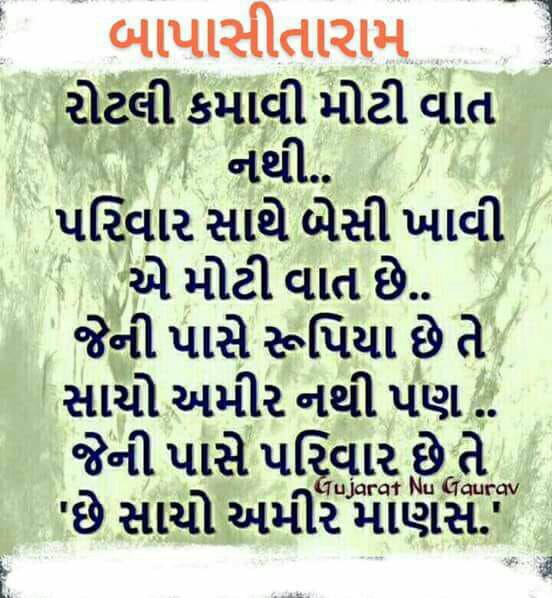 બાપાસીતારામ
રોટલી કમાવી મોટી વાત
નથી..
પરિવાર સાથે બેસી ખાવી
એ મોટી વાત છે..
જેની પાસે રૂપિયા છે તે
સાચો અમીર નથી પણ ..
જેની પાસે પરિવાર છે તે
Gujarat Nu Gaurav
'છે સાચો અમીર માણસ.'